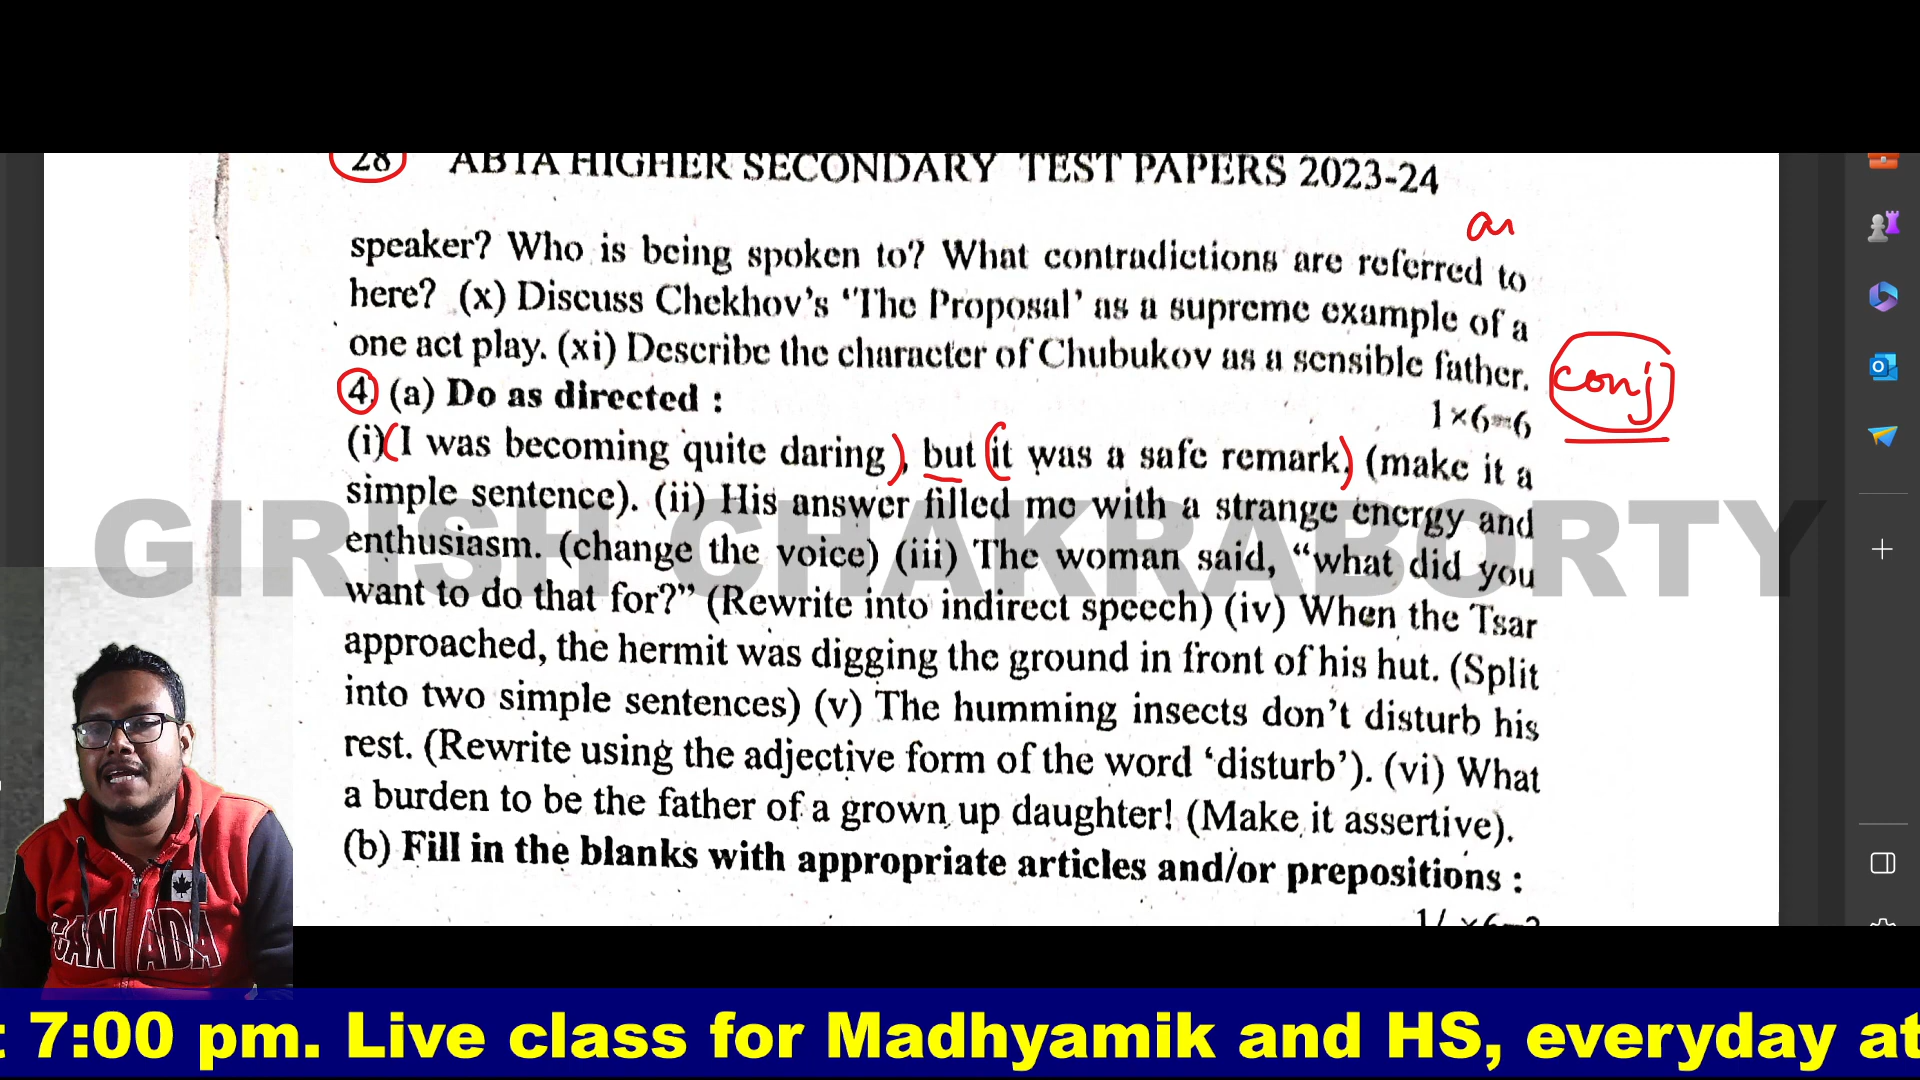 28 ABTA HIGHER SECONDARY TEST PAPERS 2023-24
speaker? Who is being spoken to? What contradictions are referred to
here? (x) Discuss Chekhov's 'The Proposal' as a supreme example of a
one act play. (xi) Describe the character of Chubukov as a sensible father.
conj
4. (a) Do as directed :
1×6=6
(i) I was becoming quite daring, but it was a safe remark. (make it a
simple sentence). (ii) His answer filled me with a strange energy and
enthusiasm. (change the voice) (iii) The woman said, "what did you
want to do that for?" (Rewrite into indirect speech) (iv) When the Tsar
approached, the hermit was digging the ground in front of his hut. (Split
into two simple sentences) (v) The humming insects don't disturb his
rest. (Rewrite using the adjective form of the word 'disturb'). (vi) What
a burden to be the father of a grown up daughter! (Make it assertive).
(b) Fill in the blanks with appropriate articles and/or prepositions :
GIRISH CHAKRABORTY
CANADA
7:00 pm. Live class for Madhyamik and HS, everyday at